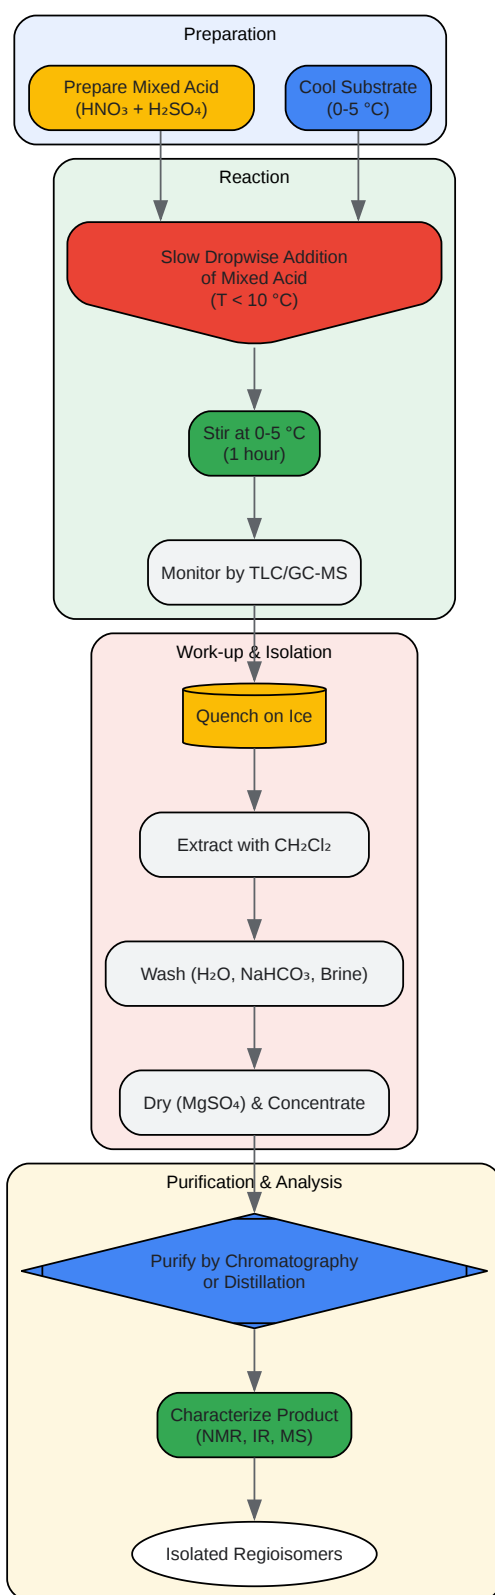 Preparation
Prepare Mixed Acid
(HNO₃ + H₂SO₄)
Cool Substrate
(0-5 °C)
Reaction
Slow Dropwise Addition
of Mixed Acid
(T < 10 °C)
Stir at 0-5 °C
(1 hour)
Monitor by TLC/GC-MS
Work-up & Isolation
Quench on Ice
Extract with CH₂Cl₂
Wash (H₂O, NaHCO₃, Brine)
Dry (MgSO₄) & Concentrate
Purification & Analysis
Purify by Chromatography
or Distillation
Characterize Product
(NMR, IR, MS)
Isolated Regioisomers